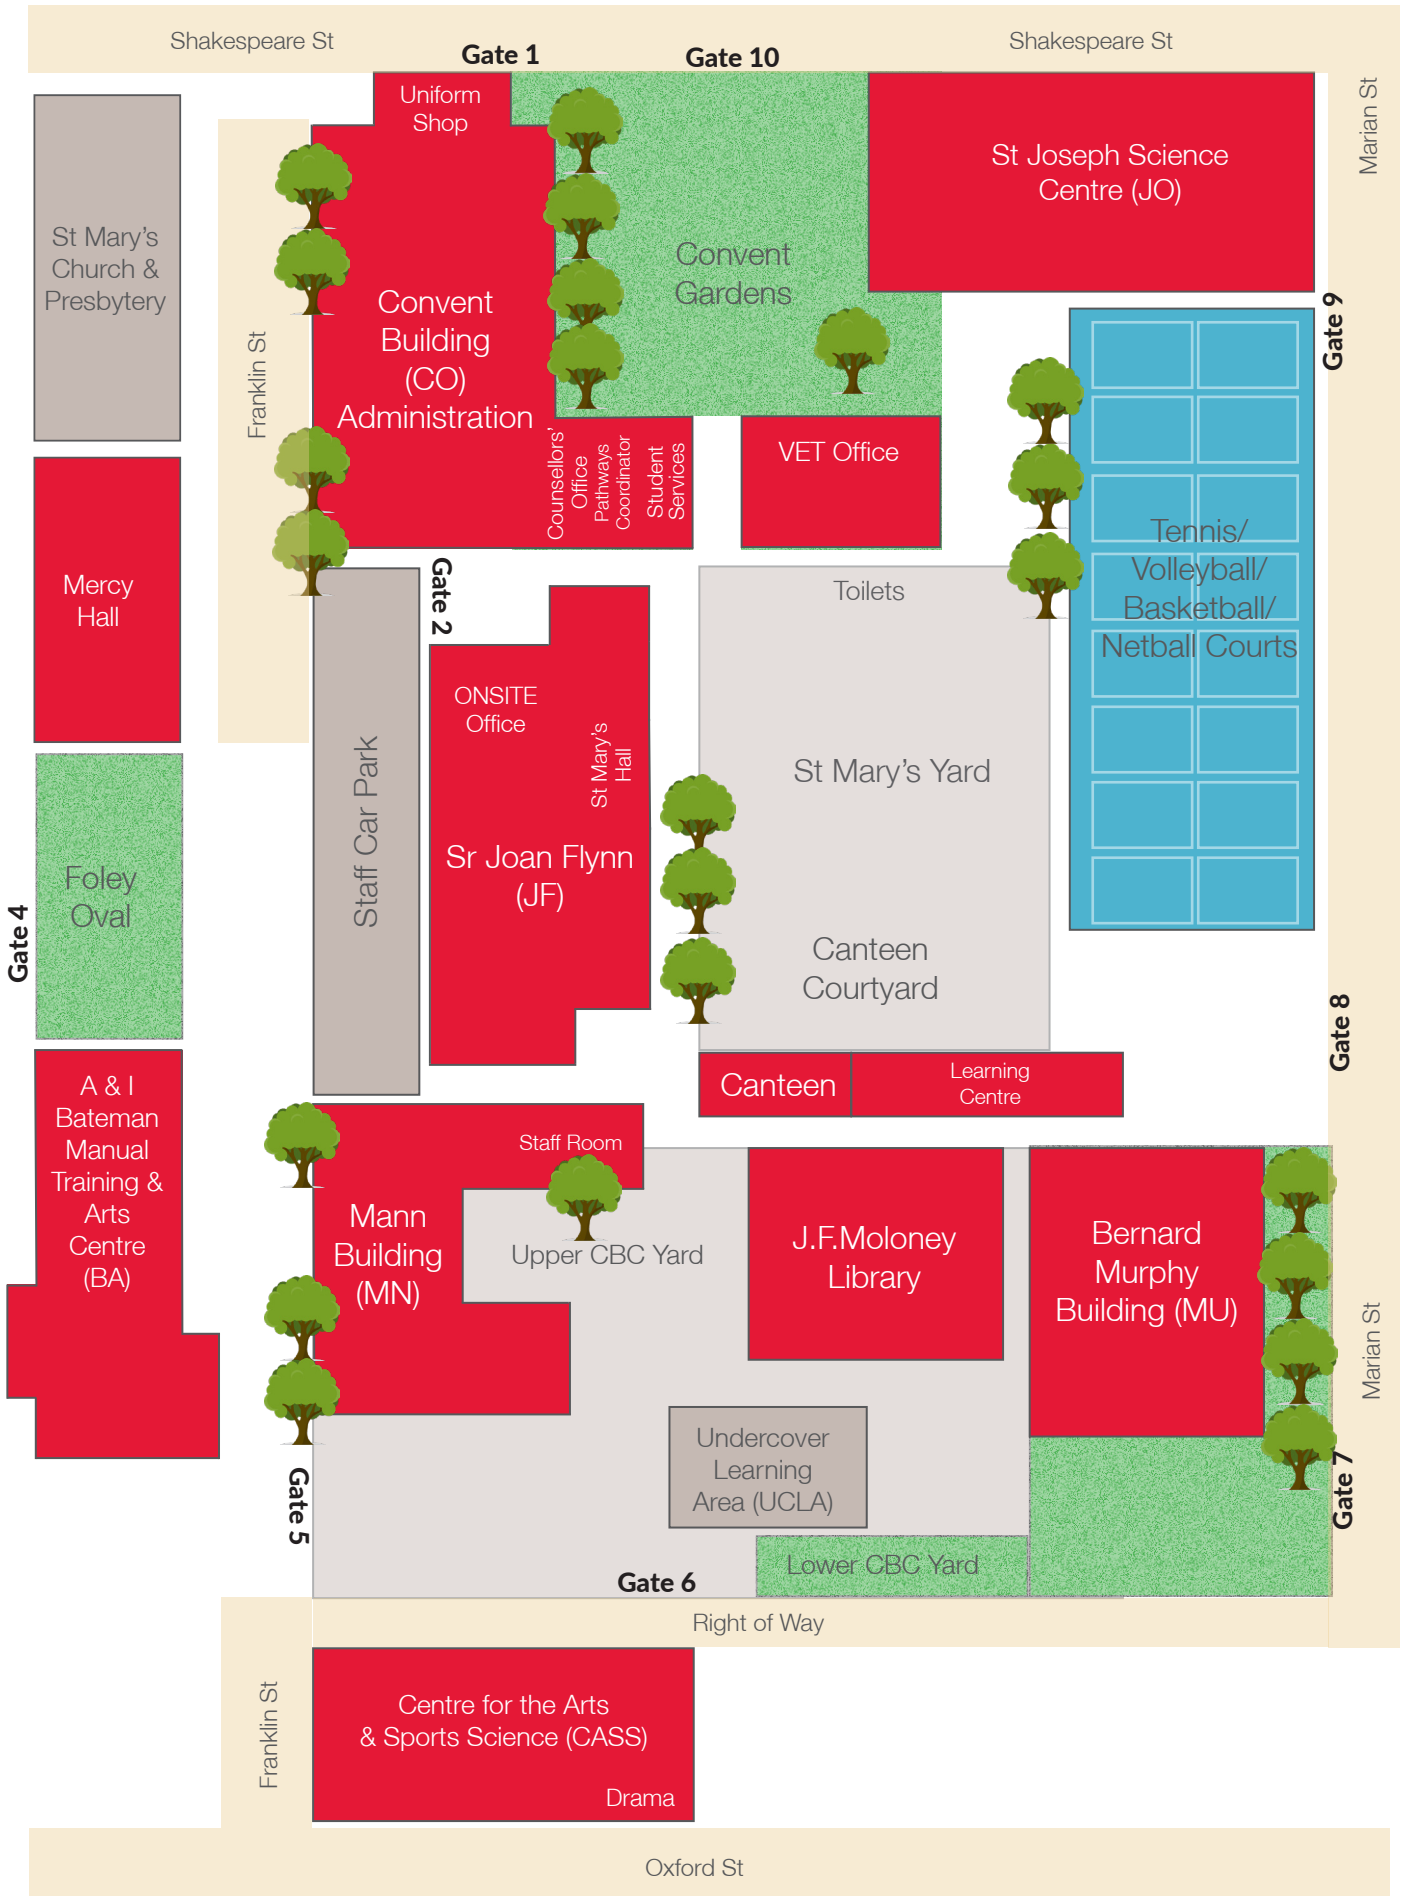 Shakespeare St
Gate 1
Gate 10
Shakespeare St
Marian St
Uniform
Shop
St Joseph Science
Centre (JO)
St Mary's
Church &
Presbytery
Convent
Gardens
Convent
Building
(CO)
Administration
Franklin St
Gate 9
Counsellors'
Office
Pathways
Coordinator
Student
Services
VET Office
Tennis/
Volleyball/
Basketball/
Netball Courts
Mercy
Hall
Gate 2
Toilets
ONSITE
Office
St Mary's
Hall
Staff Car Park
St Mary's Yard
Sr Joan Flynn
(JF)
Foley
Oval
Gate 4
Canteen
Courtyard
Gate 8
Canteen
Learning
Centre
A & I
Bateman
Manual
Training &
Arts
Centre
(BA)
Staff Room
Mann
Building
(MN)
Upper CBC Yard
J.F.Moloney
Library
Bernard
Murphy
Building (MU)
Marian St
Undercover
Learning
Area (UCLA)
Gate 5
Gate 7
Lower CBC Yard
Gate 6
Right of Way
Franklin St
Centre for the Arts
& Sports Science (CASS)
Drama
Oxford St